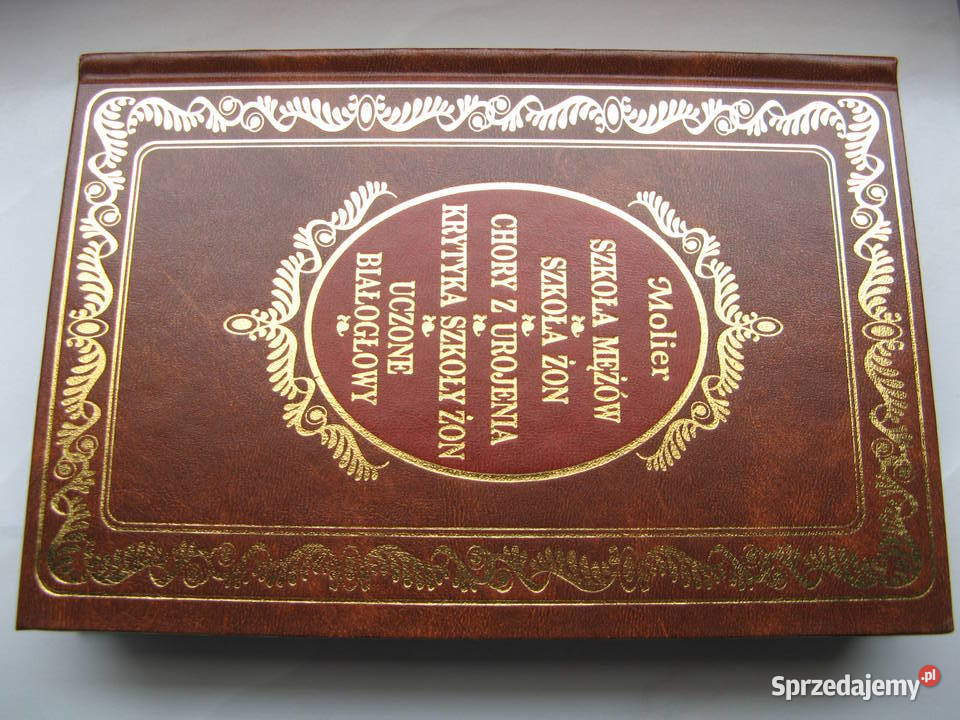 Molier
SZKOŁA MĘŻÓW
SZKOŁA ŻON
CHORY Z UROJENIA
KRYTYKA SZKOŁY ŻON
UCZONE
BIAŁOGŁOWY
Sprzedajemy.pl